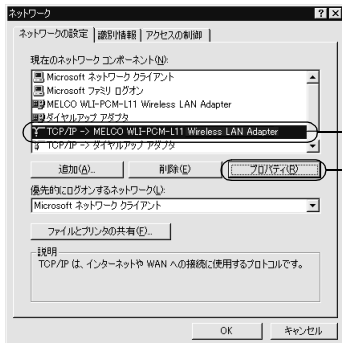 ネットワーク
ネットワークの設定 識別情報 アクセスの制御
現在のネットワーク コンポーネント(N):
Microsoft ネットワーク クライアント
Microsoft ファミリ ログオン
MELCO WLI-PCM-L11 Wireless LAN Adapter
ダイヤルアップ アダプタ
TCP/IP -> MELCO WLI-PCM-L11 Wireless LAN Adapter
TCP/IP -> ダイヤルアップ アダプタ
追加(A)... 削除(E) プロパティ(R)
優先的にログオンするネットワーク(L):
Microsoft ネットワーク クライアント
ファイルとプリンタの共有(F)...
説明
TCP/IP は、インターネットや WAN への接続に使用するプロトコルです。
OK キャンセル